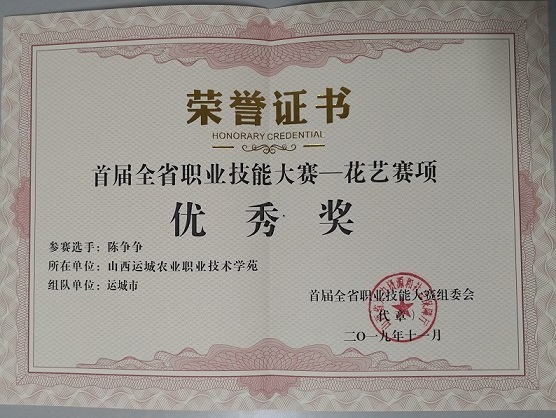 荣誉证书
HONORARY CREDENTIAL
首届全省职业技能大赛—花艺赛项
优秀奖
参赛选手：陈争争
所在单位：山西运城农业职业技术学苑
组队单位：运城市
首届全省职业技能大赛组委会
代章）
二〇一九年十一月